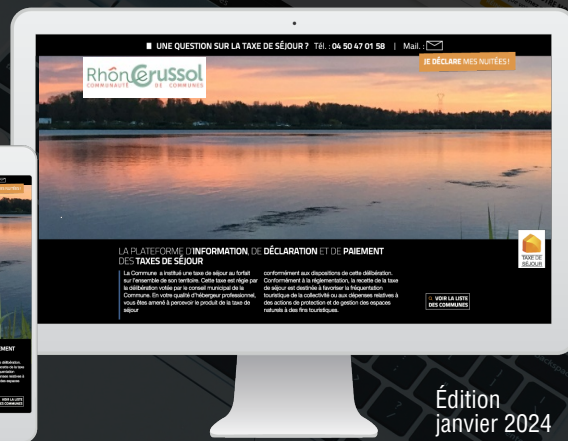 UNE QUESTION SUR LA TAXE DE SÉJOUR ? Tél. : 04 50 47 01 58 | Mail. :
JE DÉCLARE MES NUITÉES !
Rhône Crussol
COMMUNAUTÉ DE COMMUNES
LA PLATEFORME D'INFORMATION, DE DÉCLARATION ET DE PAIEMENT
DES TAXES DE SÉJOUR
La Commune a institué une taxe de séjour au forfait
sur l'ensemble de son territoire. Cette taxe est régie par
la délibération votée par le conseil municipal de la
Commune. En votre qualité d'hébergeur professionnel,
vous êtes amené à percevoir le produit de la taxe de
séjour
conformément aux dispositions de cette délibération.
Conformément à la réglementation, la recette de la taxe
de séjour est destinée à favoriser la fréquentation
touristique de la collectivité ou aux dépenses relatives à
des actions de protection et de gestion des espaces
naturels à des fins touristiques.
TAXE DE
SÉJOUR
VOIR LA LISTE
DES COMMUNES
Édition
janvier 2024